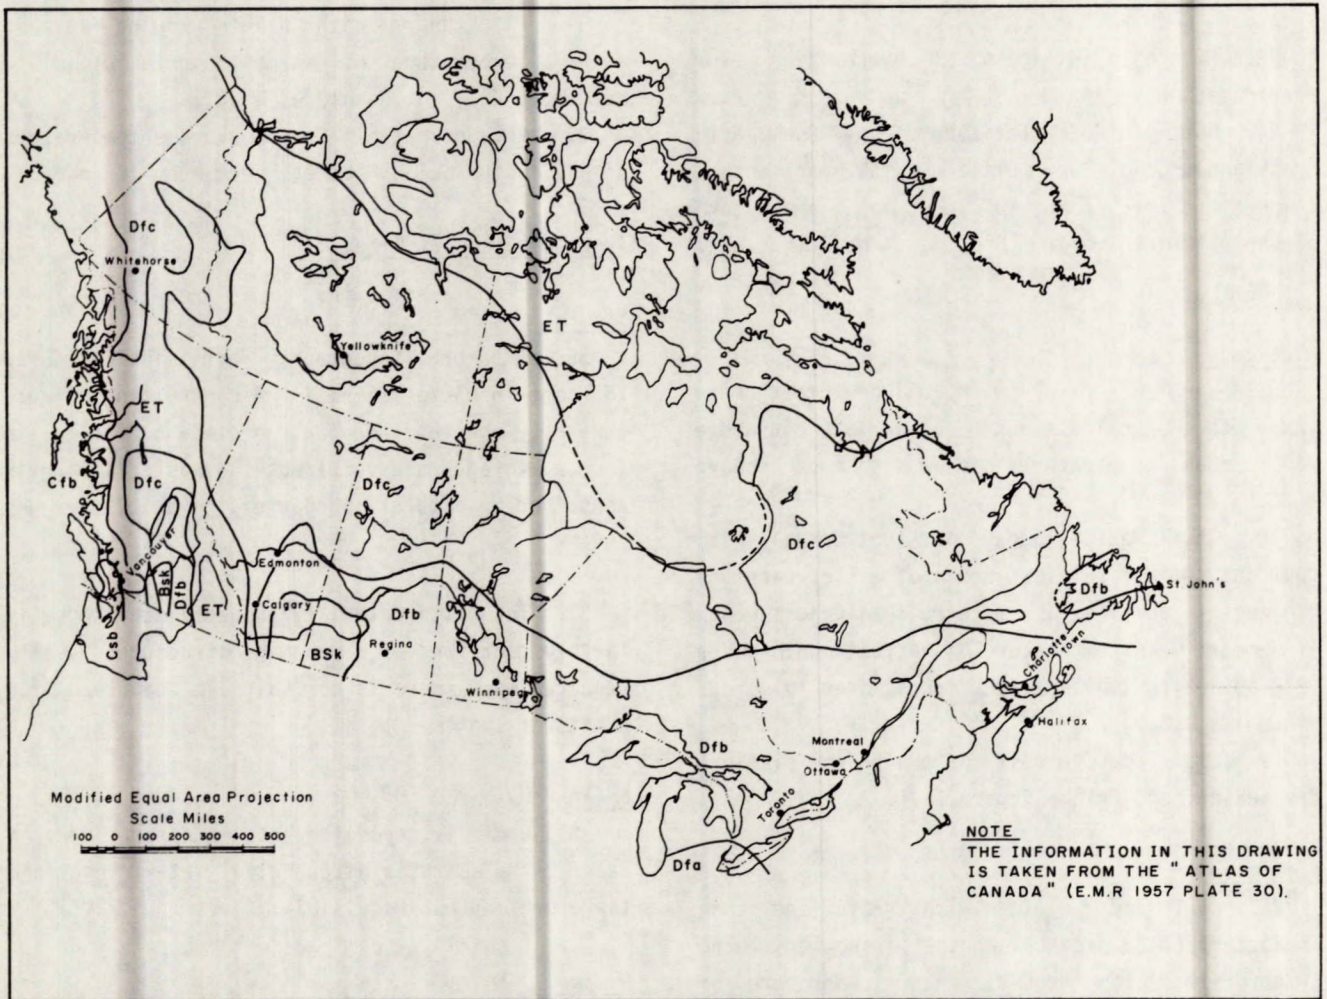 Dfc
Whitehorse
ET
Yellowknife
ET
Cfb
Dfc
Dfc
Dfc
Vancouver
Edmonton
BSk
Dfb
ET
Calgary
Dfb
Dfb
St John's
Csb
BSk
Regina
Charlotte
Town
Winnipeg
Halifax
Dfb
Montreal
Ottawa
Toronto
Dfa
Modified Equal Area Projection
Scale Miles
100 0 100 200 300 400 500
NOTE
THE INFORMATION IN THIS DRAWING
IS TAKEN FROM THE "ATLAS OF
CANADA" (E.M.R 1957 PLATE 30).